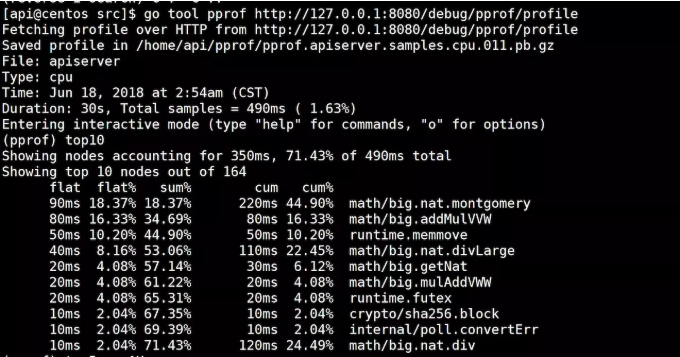 [api@centos src]$ go tool pprof http://127.0.0.1:8080/debug/pprof/profile
Fetching profile over HTTP from http://127.0.0.1:8080/debug/pprof/profile
Saved profile in /home/api/pprof/pprof.apiserver.samples.cpu.011.pb.gz
File: apiserver
Type: cpu
Time: Jun 18, 2018 at 2:54am (CST)
Duration: 30s, Total samples = 490ms ( 1.63%)
Entering interactive mode (type "help" for commands, "o" for options)
(pprof) top10
Showing nodes accounting for 350ms, 71.43% of 490ms total
Showing top 10 nodes out of 164
flat flat% sum% cum cum%
90ms 18.37% 18.37% 220ms 44.90% math/big.nat.montgomery
80ms 16.33% 34.69% 80ms 16.33% math/big.addMulVVW
50ms 10.20% 44.90% 50ms 10.20% runtime.memmove
40ms 8.16% 53.06% 110ms 22.45% math/big.nat.divLarge
20ms 4.08% 57.14% 30ms 6.12% math/big.getNat
20ms 4.08% 61.22% 20ms 4.08% math/big.mulAddVWW
20ms 4.08% 65.31% 20ms 4.08% runtime.futex
10ms 2.04% 67.35% 10ms 2.04% crypto/sha256.block
10ms 2.04% 69.39% 10ms 2.04% internal/poll.convertErr
10ms 2.04% 71.43% 120ms 24.49% math/big.nat.div